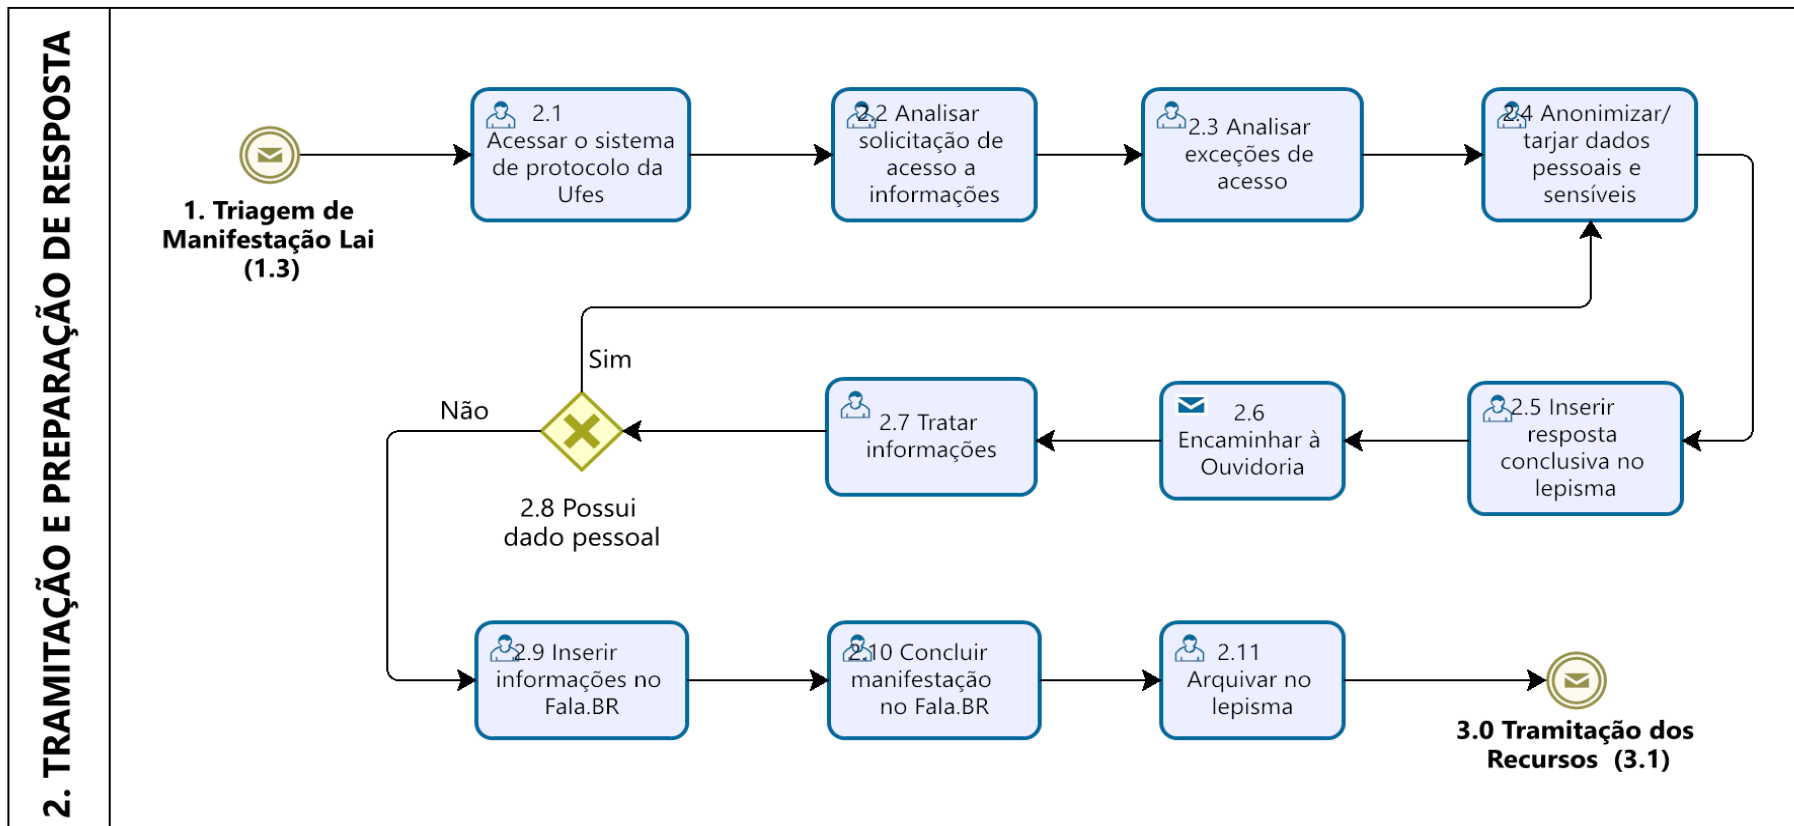 2. TRAMITAÇÃO E PREPARAÇÃO DE RESPOSTA
1. Triagem de
Manifestação Lai
(1.3)
2.1
Acessar o sistema
de protocolo da
Ufes
2.2 Analisar
solicitação de
acesso a
informações
2.3 Analisar
exceções de
acesso
2.4 Anonimizar/
tarjar dados
pessoais e
sensíveis
2.5 Inserir
resposta
conclusiva no
lepisma
2.6
Encaminhar à
Ouvidoria
2.7 Tratar
informações
Sim
Não
2.8 Possui
dado pessoal
2.9 Inserir
informações no
Fala.BR
2.10 Concluir
manifestação
no Fala.BR
2.11
Arquivar no
lepisma
3.0 Tramitação dos
Recursos (3.1)